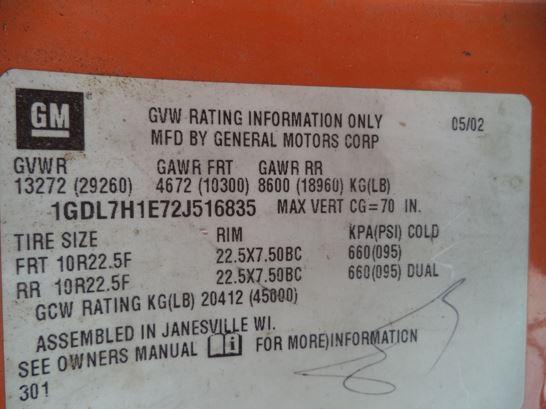 GM
GVW RATING INFORMATION ONLY 05/02
MFD BY GENERAL MOTORS CORP
GVWR GAWR FRT GAWR RR
13272 (29260) 4672 (10300) 8600 (18960) KG(LB)
1GDL7H1E72J516835 MAX VERT CG=70 IN.
TIRE SIZE RIM KPA(PSI) COLD
FRT 10R22.5F 22.5X7.50BC 660(095)
RR 10R22.5F 22.5X7.50BC 660(095) DUAL
GCW RATING KG(LB) 20412 (45000)
ASSEMBLED IN JANESVILLE WI.
SEE OWNERS MANUAL i FOR MORE)INFORMATION
301